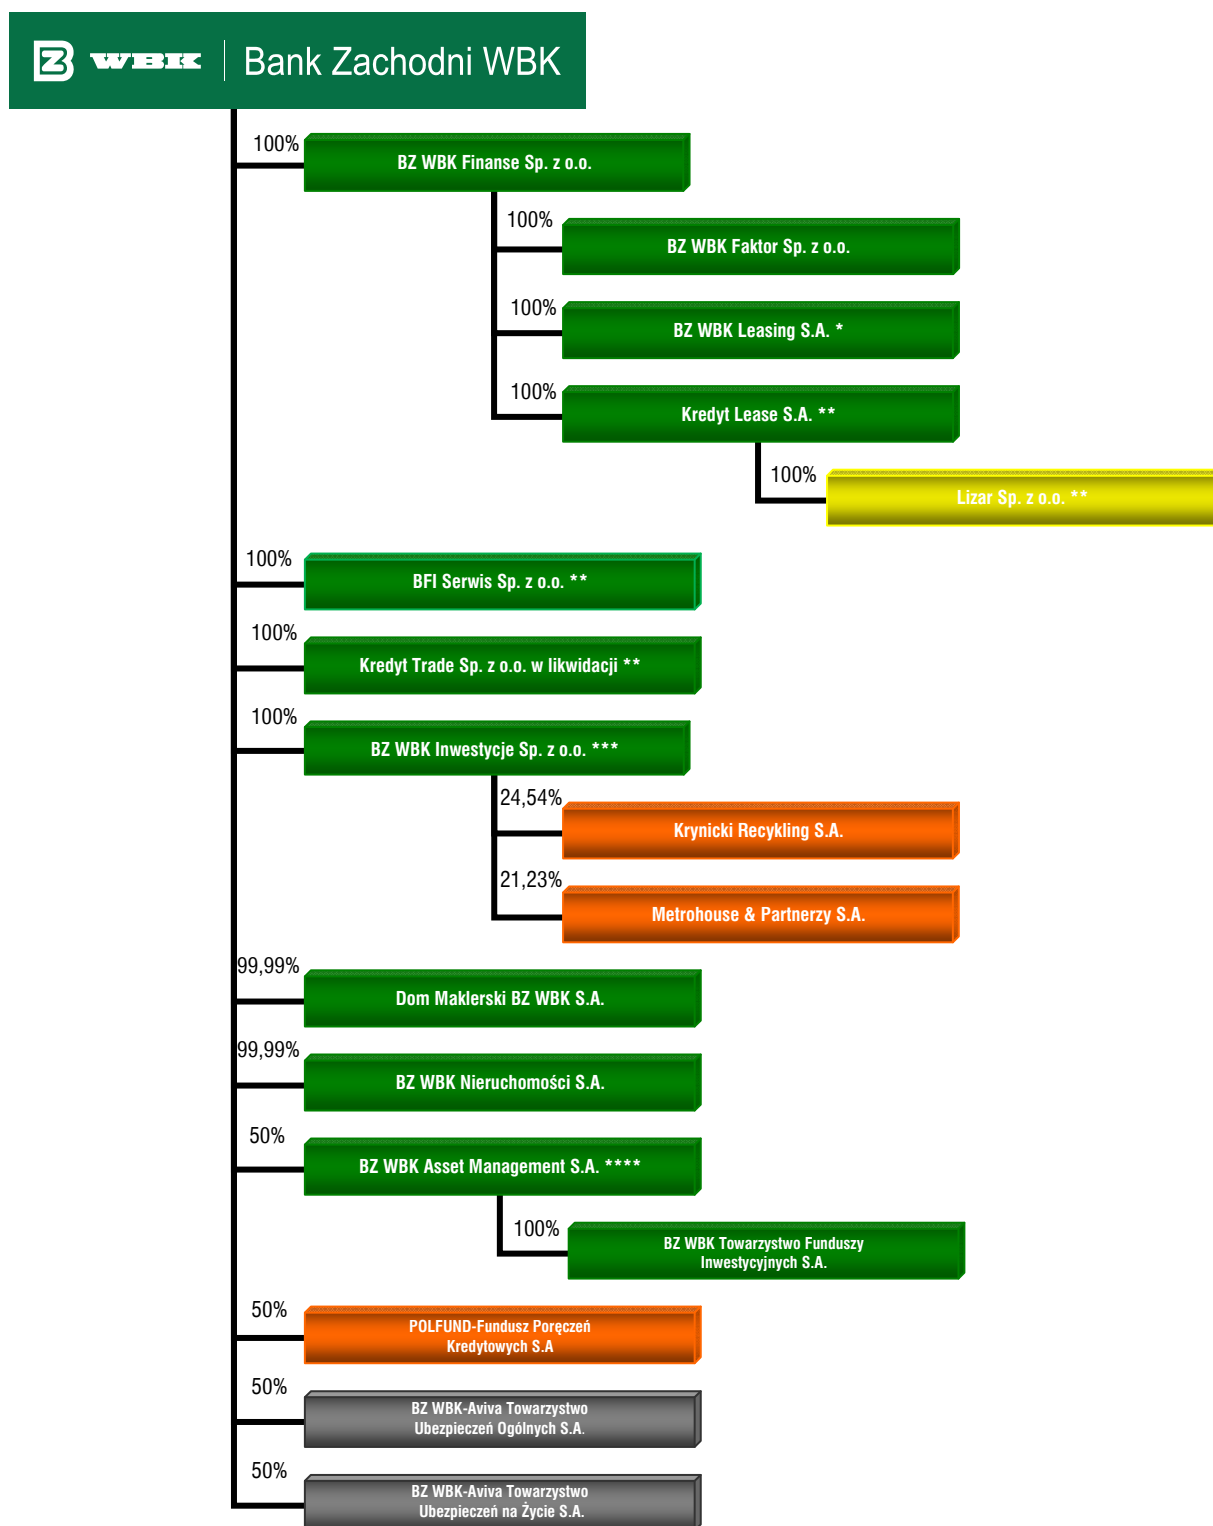 BZ WBK | Bank Zachodni WBK
100%
BZ WBK Finanse Sp. z o.o.
100%
BZ WBK Faktor Sp. z o.o.
100%
BZ WBK Leasing S.A. *
100%
Kredyt Lease S.A. **
100%
Lizar Sp. z o.o. **
100%
BFI Serwis Sp. z o.o. **
100%
Kredyt Trade Sp. z o.o. w likwidacji **
100%
BZ WBK Inwestycje Sp. z o.o. ***
24,54%
Krynicki Recykling S.A.
21,23%
Metrohouse & Partnerzy S.A.
99,99%
Dom Maklerski BZ WBK S.A.
99,99%
BZ WBK Nieruchomości S.A.
50%
BZ WBK Asset Management S.A. ****
100%
BZ WBK Towarzystwo Funduszy
Inwestycyjnych S.A.
50%
POLFUND-Fundusz Poręczeń
Kredytowych S.A
50%
BZ WBK-Aviva Towarzystwo
Ubezpieczeń Ogólnych S.A.
50%
BZ WBK-Aviva Towarzystwo
Ubezpieczeń na Życie S.A.